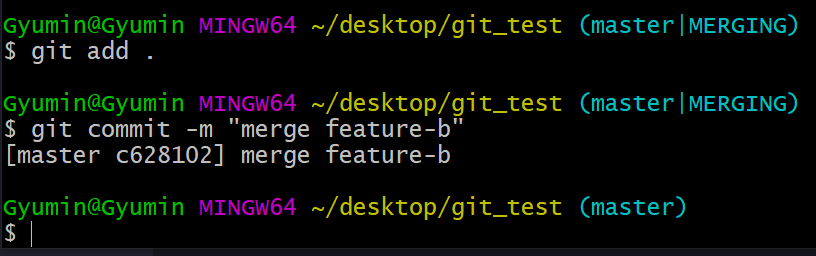 Gyumin@Gyumin MINGW64 ~/desktop/git_test (master|MERGING)
$ git add .
Gyumin@Gyumin MINGW64 ~/desktop/git_test (master|MERGING)
$ git commit -m "merge feature-b"
[master c628102] merge feature-b
Gyumin@Gyumin MINGW64 ~/desktop/git_test (master)
$